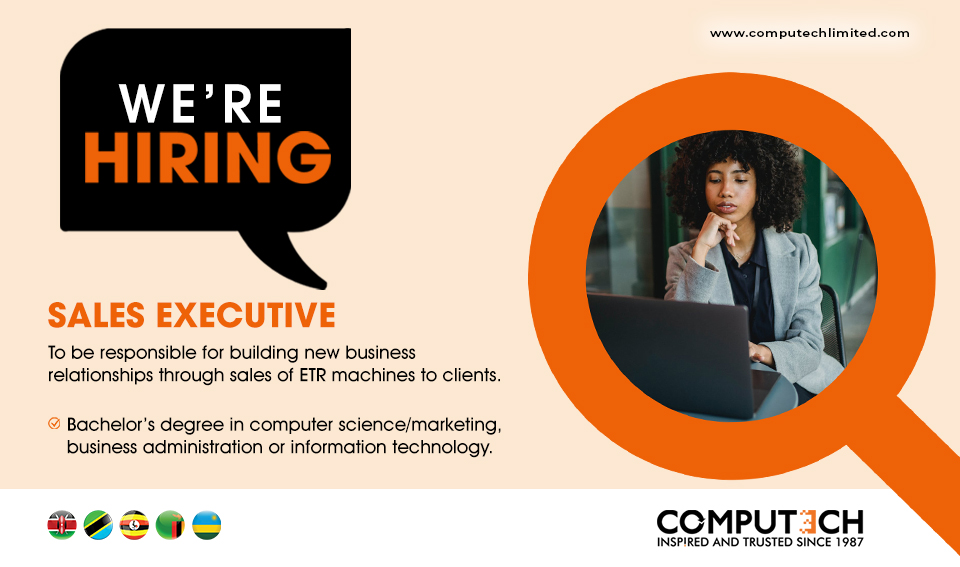 www.computechlimited.com
WE'RE
HIRING
SALES EXECUTIVE
To be responsible for building new business
relationships through sales of ETR machines to clients.
Bachelor's degree in computer science/marketing,
business administration or information technology.
COMPUTECH
INSPIRED AND TRUSTED SINCE 1987